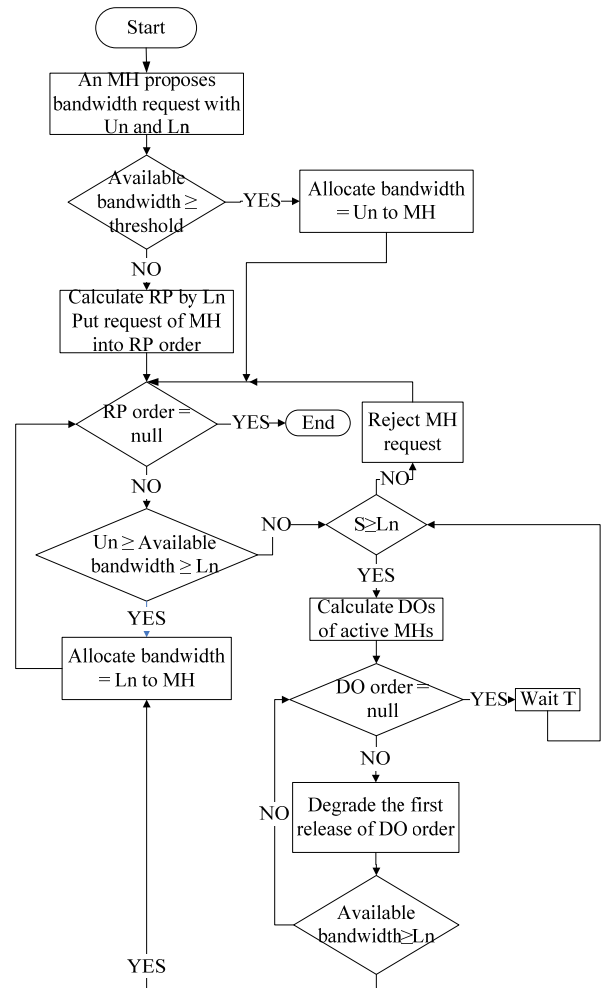 Start
An MH proposes
bandwidth request with
Un and Ln
Available
bandwidth ≥
threshold
YES
Allocate bandwidth
= Un to MH
NO
Calculate RP by Ln
Put request of MH
into RP order
RP order =
null
YES
End
Reject MH
request
NO
NO
Un ≥ Available
bandwidth ≥ Ln
NO
S≥Ln
YES
YES
Calculate DOs
of active MHs
Allocate bandwidth
= Ln to MH
DO order =
null
YES
Wait T
NO
Degrade the first
release of DO order
NO
Available
bandwidth≥Ln
YES